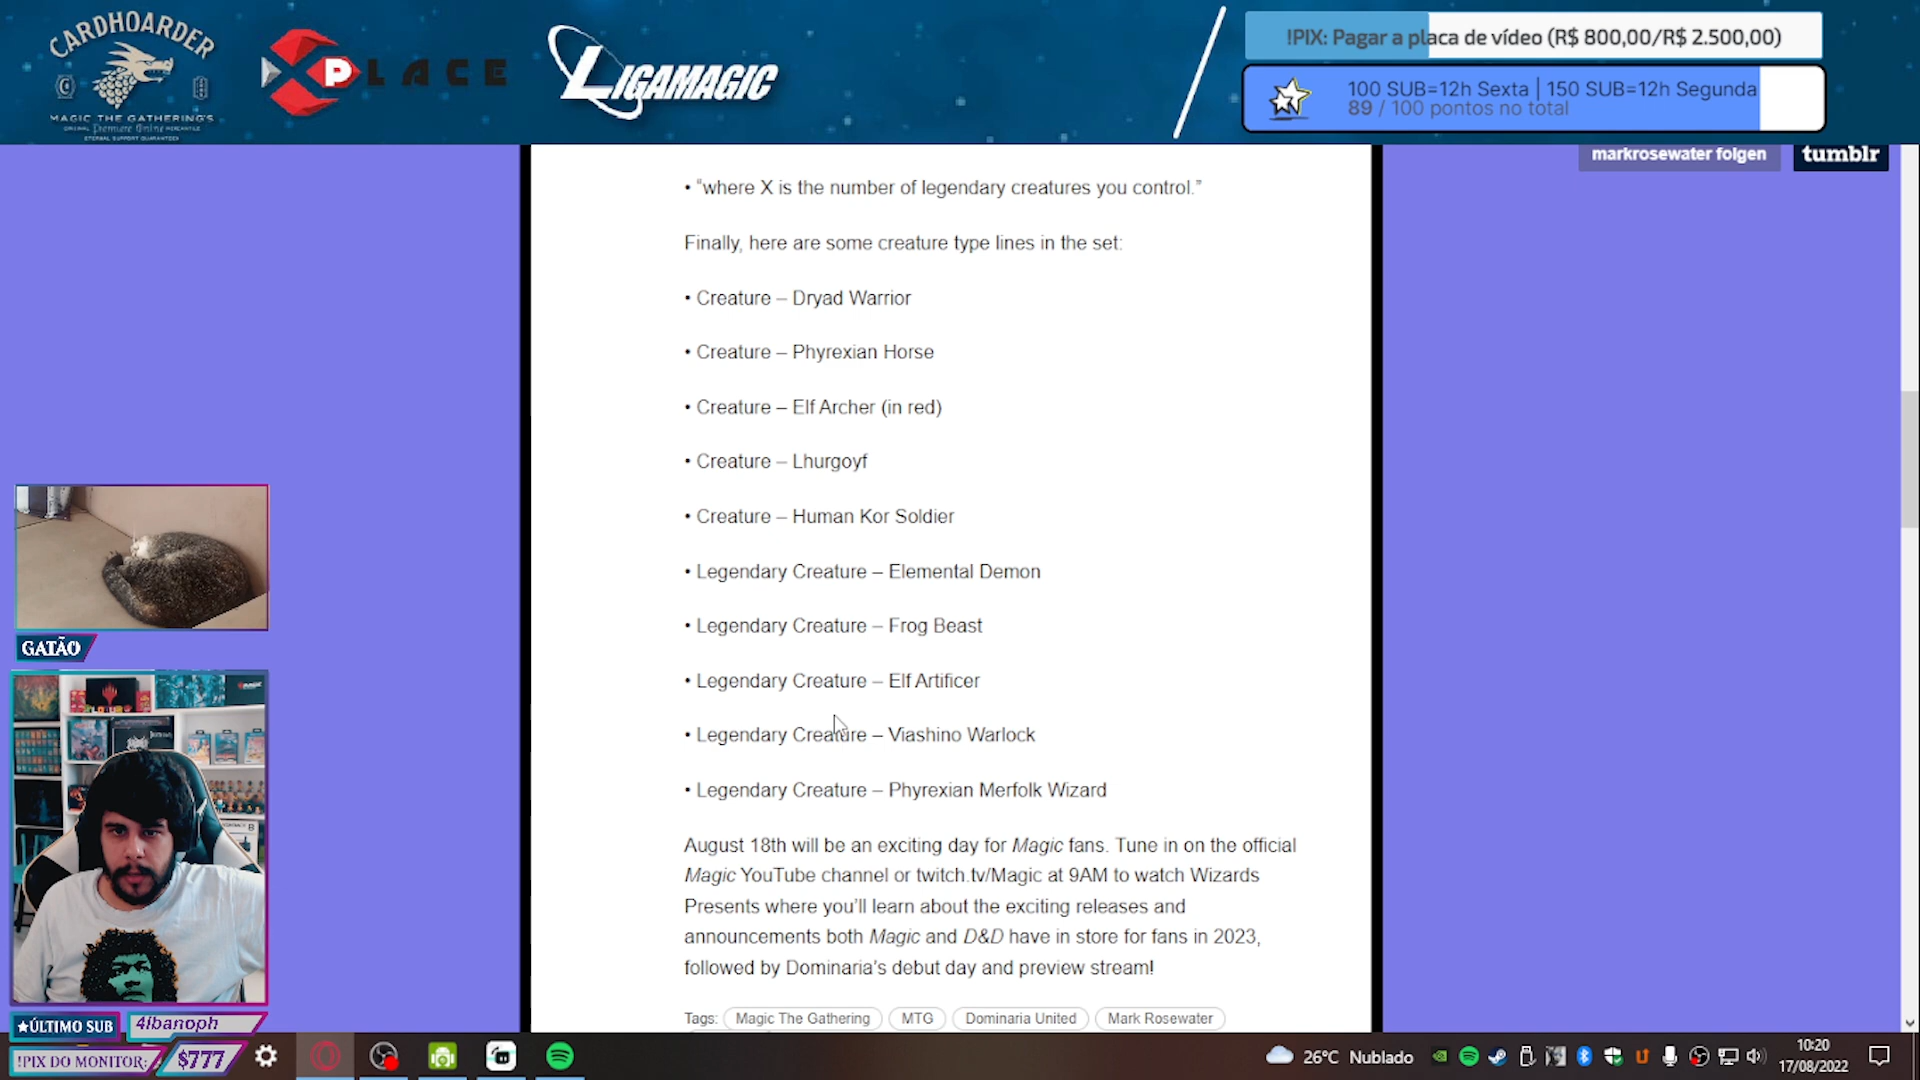 CARDHOARDER
MAGIC THE GATHERING'S
ORIGINAL Premiere Online MERCANTILE
ETERNAL SUPPORT GUARANTEED
XPLACE
LIGAMAGIC
!PIX: Pagar a placa de vídeo (R$ 800,00/R$ 2.500,00)
100 SUB=12h Sexta | 150 SUB=12h Segunda
89 / 100 pontos no total
markrosewater folgen
tumblr
• “where X is the number of legendary creatures you control.”
Finally, here are some creature type lines in the set:
• Creature – Dryad Warrior
• Creature – Phyrexian Horse
• Creature – Elf Archer (in red)
• Creature – Lhurgoyf
• Creature – Human Kor Soldier
• Legendary Creature – Elemental Demon
• Legendary Creature – Frog Beast
• Legendary Creature – Elf Artificer
• Legendary Creature – Viashino Warlock
• Legendary Creature – Phyrexian Merfolk Wizard
August 18th will be an exciting day for Magic fans. Tune in on the official
Magic YouTube channel or twitch.tv/Magic at 9AM to watch Wizards
Presents where you’ll learn about the exciting releases and
announcements both Magic and D&D have in store for fans in 2023,
followed by Dominaria’s debut day and preview stream!
Tags: Magic The Gathering MTG Dominaria United Mark Rosewater
GATÃO
★ÚLTIMO SUB 4lbanoph
!PIX DO MONITOR: $777
26°C Nublado
10:20
17/08/2022